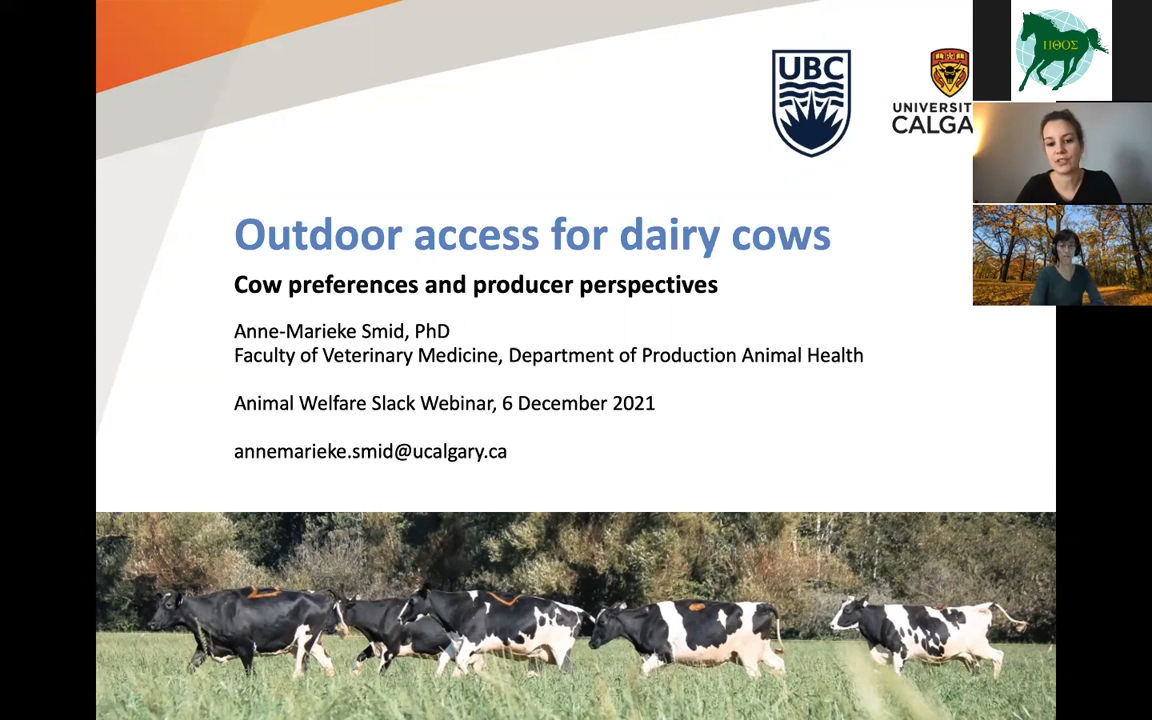 UBC
UNIVERSIT
CALGA
ΗΘΟΣ
Outdoor access for dairy cows
Cow preferences and producer perspectives
Anne-Marieke Smid, PhD
Faculty of Veterinary Medicine, Department of Production Animal Health
Animal Welfare Slack Webinar, 6 December 2021
annemarieke.smid@ucalgary.ca